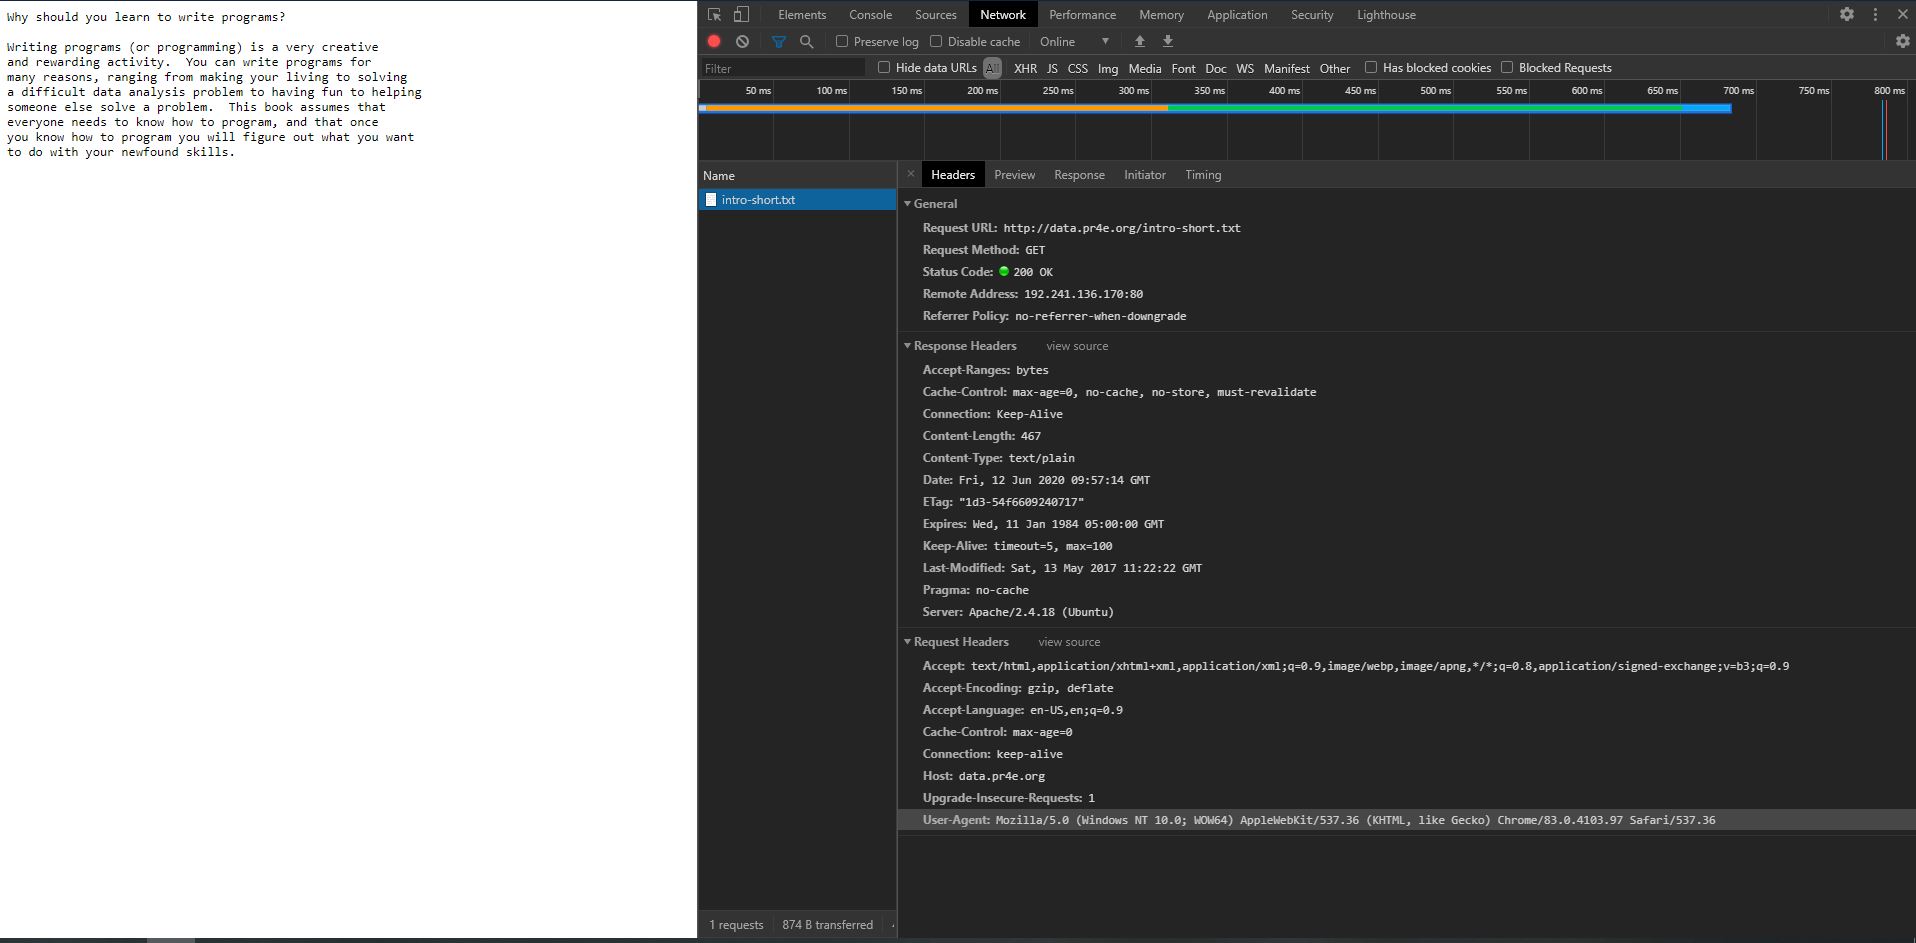 Why should you learn to write programs?
Writing programs (or programming) is a very creative
and rewarding activity.  You can write programs for
many reasons, ranging from making your living to solving
a difficult data analysis problem to having fun to helping
someone else solve a problem.  This book assumes that
everyone needs to know how to program, and that once
you know how to program you will figure out what you want
to do with your newfound skills.
Elements Console Sources Network Performance Memory Application Security Lighthouse
Preserve log Disable cache Online
Filter Hide data URLs All XHR JS CSS Img Media Font Doc WS Manifest Other Has blocked cookies Blocked Requests
50 ms 100 ms 150 ms 200 ms 250 ms 300 ms 350 ms 400 ms 450 ms 500 ms 550 ms 600 ms 650 ms 700 ms 750 ms 800 ms
Name
intro-short.txt
1 requests 874 B transferred
Headers Preview Response Initiator Timing
General
Request URL: http://data.pr4e.org/intro-short.txt
Request Method: GET
Status Code: 200 OK
Remote Address: 192.241.136.170:80
Referrer Policy: no-referrer-when-downgrade
Response Headers view source
Accept-Ranges: bytes
Cache-Control: max-age=0, no-cache, no-store, must-revalidate
Connection: Keep-Alive
Content-Length: 467
Content-Type: text/plain
Date: Fri, 12 Jun 2020 09:57:14 GMT
ETag: "1d3-54f6609240717"
Expires: Wed, 11 Jan 1984 05:00:00 GMT
Keep-Alive: timeout=5, max=100
Last-Modified: Sat, 13 May 2017 11:22:22 GMT
Pragma: no-cache
Server: Apache/2.4.18 (Ubuntu)
Request Headers view source
Accept: text/html,application/xhtml+xml,application/xml;q=0.9,image/webp,image/apng,*/*;q=0.8,application/signed-exchange;v=b3;q=0.9
Accept-Encoding: gzip, deflate
Accept-Language: en-US,en;q=0.9
Cache-Control: max-age=0
Connection: keep-alive
Host: data.pr4e.org
Upgrade-Insecure-Requests: 1
User-Agent: Mozilla/5.0 (Windows NT 10.0; WOW64) AppleWebKit/537.36 (KHTML, like Gecko) Chrome/83.0.4103.97 Safari/537.36